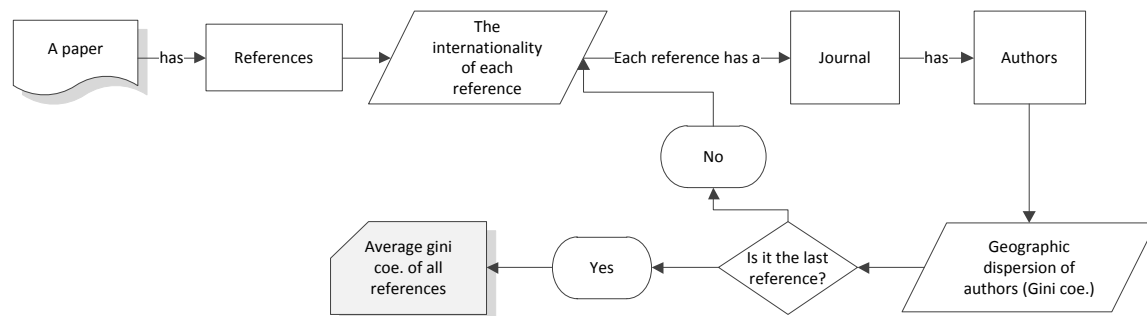 A paper
has
References
The
internationality
of each
reference
Each reference has a
Journal
has
Authors
No
Average gini
coe. of all
references
Yes
Is it the last
reference?
Geographic
dispersion of
authors (Gini coe.)